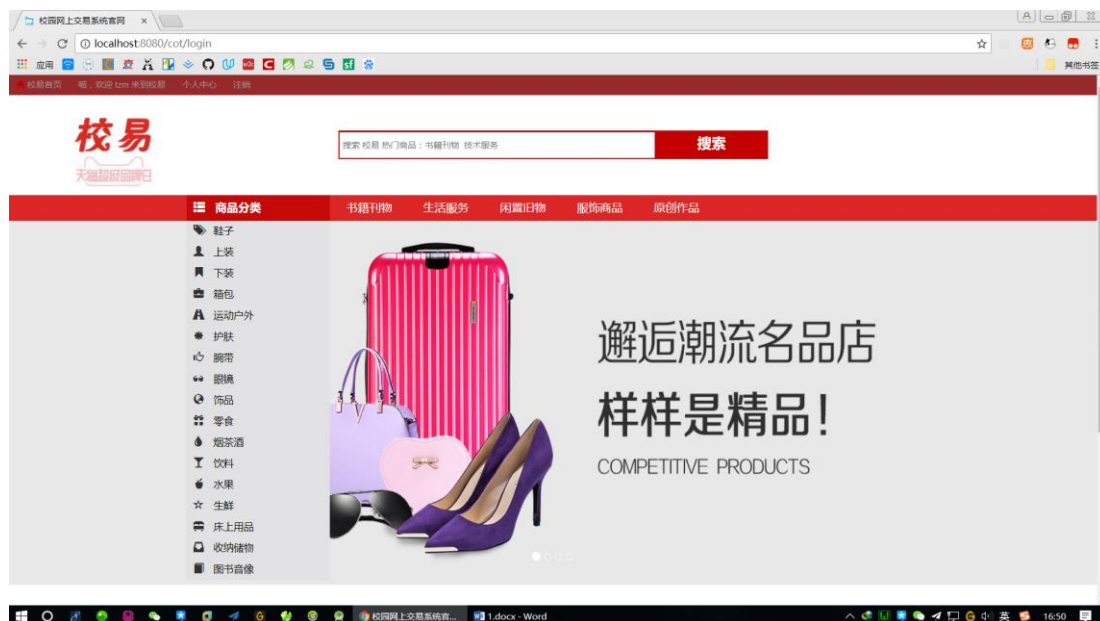 校园网上交易系统官网
localhost:8080/cot/login
应用
其他书签
校易首页 嗨，欢迎 tzm 来到校易 个人中心 注销
校易
天猫超级品牌日
搜索 校易 热门商品：书籍刊物 技术服务
搜索
商品分类 书籍刊物 生活服务 闲置旧物 服饰商品 原创作品
鞋子
上装
下装
箱包
运动户外
护肤
腕带
眼镜
饰品
零食
烟茶酒
饮料
水果
生鲜
床上用品
收纳储物
图书音像
邂逅潮流名品店
样样是精品！
COMPETITIVE PRODUCTS
校园网上交易系统官... 1.docx - Word 英 16:50